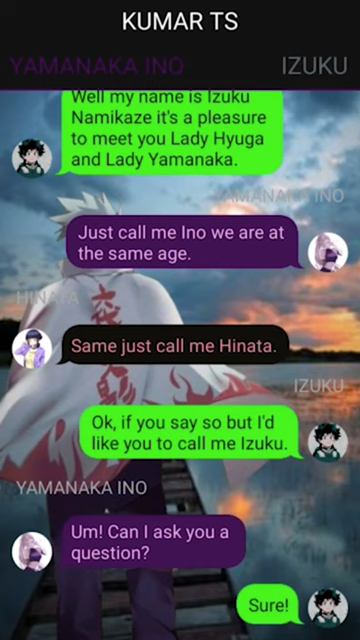 KUMAR TS
YAMANAKA INO
IZUKU
Well my name is Izuku
Namikaze it's a pleasure
to meet you Lady Hyuga
and Lady Yamanaka.
YAMANAKA INO
Just call me Ino we are at
the same age.
HINATA
Same just call me Hinata.
IZUKU
Ok, if you say so but I'd
like you to call me Izuku.
YAMANAKA INO
Um! Can I ask you a
question?
Sure!